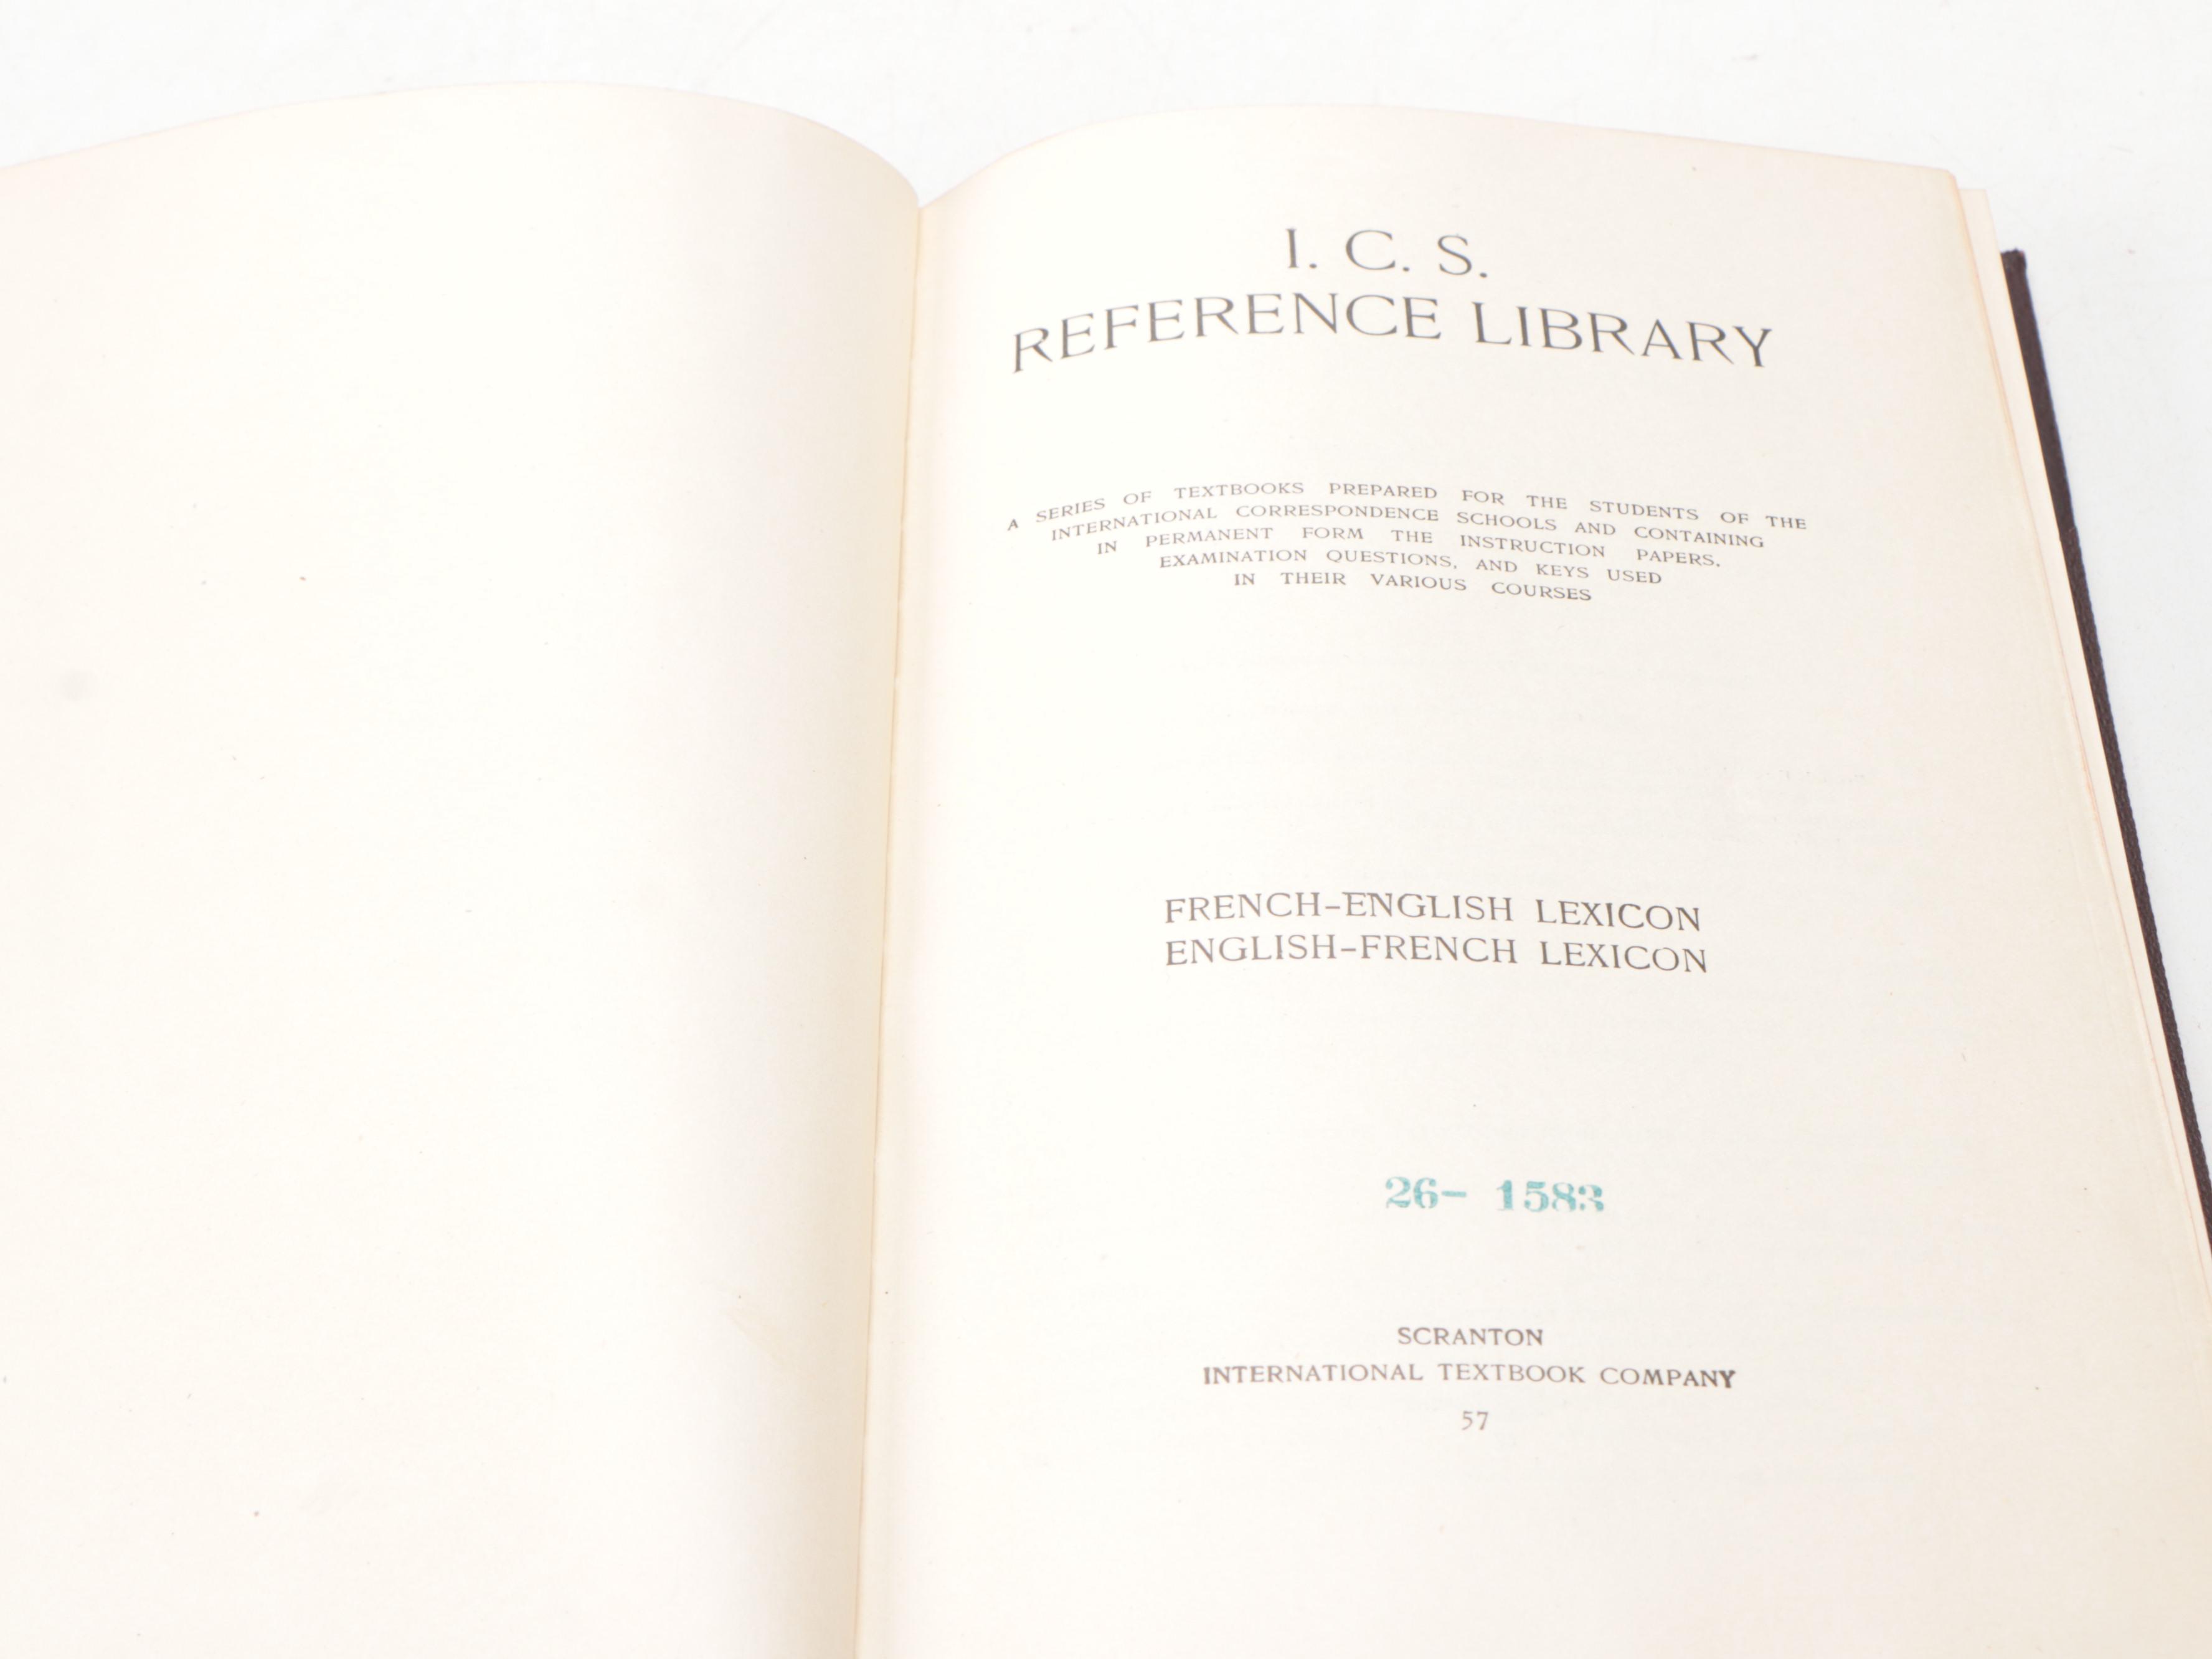 I. C. S.
REFERENCE LIBRARY
A SERIES OF TEXTBOOKS PREPARED FOR THE STUDENTS OF THE
INTERNATIONAL CORRESPONDENCE SCHOOLS AND CONTAINING
IN PERMANENT FORM THE INSTRUCTION PAPERS,
EXAMINATION QUESTIONS, AND KEYS USED
IN THEIR VARIOUS COURSES
FRENCH-ENGLISH LEXICON
ENGLISH-FRENCH LEXICON
26- 1583
SCRANTON
INTERNATIONAL TEXTBOOK COMPANY
57